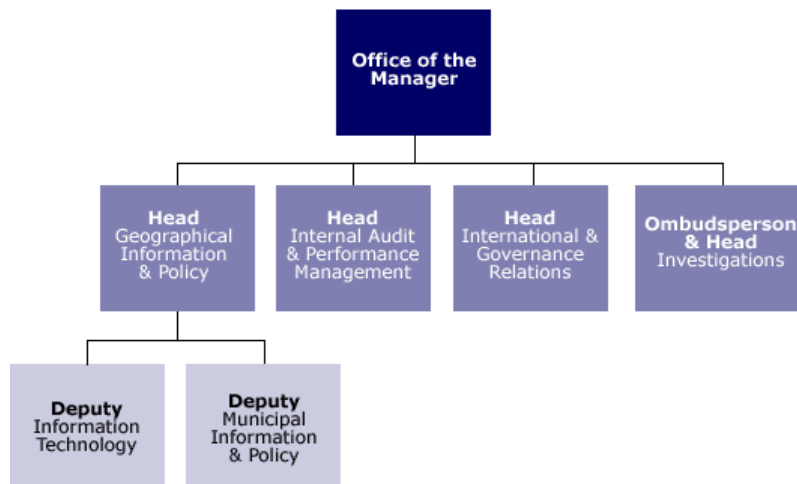 Office of the
Manager
Head
Geographical
Information
& Policy
Head
Internal Audit
& Performance
Management
Head
International &
Governance
Relations
Ombudsperson
& Head
Investigations
Deputy
Information
Technology
Deputy
Municipal
Information
& Policy